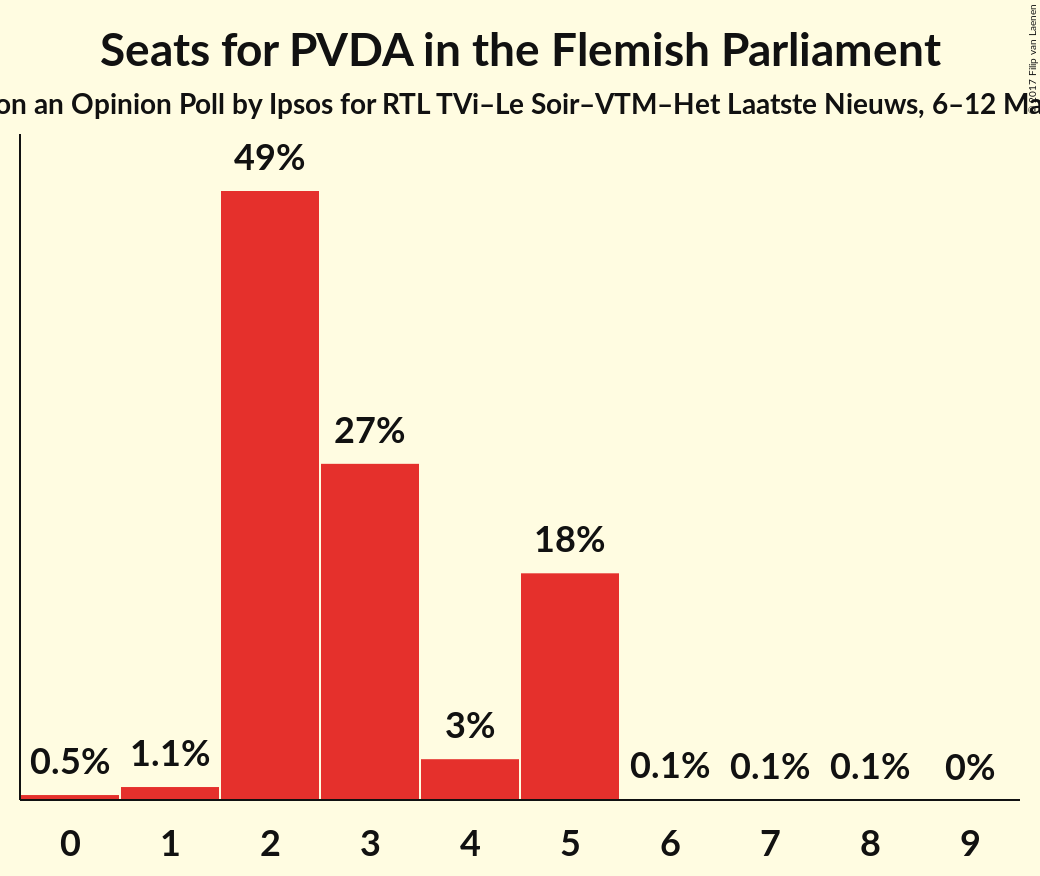 Seats for PVDA in the Flemish Parliament
on an Opinion Poll by Ipsos for RTL TVi–Le Soir–VTM–Het Laatste Nieuws, 6–12 Ma
© 2017 Filip van Laenen
49%
27%
18%
3%
0.5% 1.1% 0.1% 0.1% 0.1% 0%
0 1 2 3 4 5 6 7 8 9